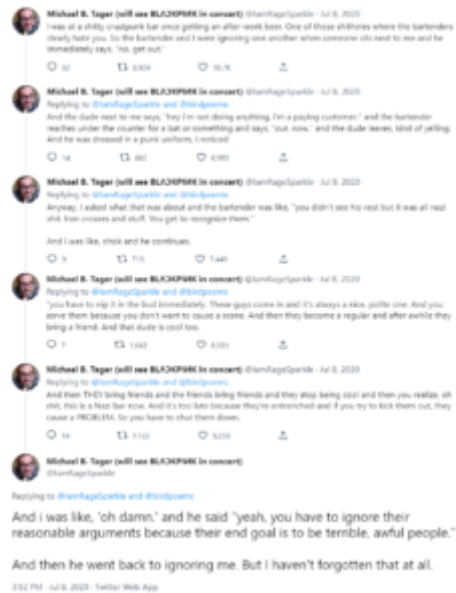 Michael B. Tager (will see BLΛƆKPIИK in concert) @IamRageSparkle · Jul 8, 2020
I was at a shitty crustpunk bar once getting an after-work beer. One of those shitholes where the bartenders
clearly hate you. So the bartender and I were ignoring one another when someone sits next to me and he
immediately says, "no. get out."
Michael B. Tager (will see BLΛƆKPIИK in concert) @IamRageSparkle · Jul 8, 2020
Replying to @IamRageSparkle and @birdpoems
And the dude next to me says, "hey i'm not doing anything, i'm a paying customer." and the bartender
reaches under the counter for a bat or something and says, "out. now." and the dude leaves, kind of yelling.
And he was dressed in a punk uniform, I noticed
Michael B. Tager (will see BLΛƆKPIИK in concert) @IamRageSparkle · Jul 8, 2020
Replying to @IamRageSparkle and @birdpoems
Anyway, I asked what that was about and the bartender was like, "you didn't see his vest but it was all nazi
shit. Iron crosses and stuff. You get to recognize them."
And i was like, ohok and he continues.
Michael B. Tager (will see BLΛƆKPIИK in concert) @IamRageSparkle · Jul 8, 2020
Replying to @IamRageSparkle and @birdpoems
"you have to nip it in the bud immediately. These guys come in and it's always a nice, polite one. And you
serve them because you don't want to cause a scene. And then they become a regular and after awhile they
bring a friend. And that dude is cool too.
Michael B. Tager (will see BLΛƆKPIИK in concert) @IamRageSparkle · Jul 8, 2020
Replying to @IamRageSparkle and @birdpoems
And then THEY bring friends and the friends bring friends and they stop being cool and then you realize, oh
shit, this is a Nazi bar now. And it's too late because they're entrenched and if you try to kick them out, they
cause a PROBLEM. So you have to shut them down.
Michael B. Tager (will see BLΛƆKPIИK in concert)
@IamRageSparkle
Replying to @IamRageSparkle and @birdpoems
And i was like, 'oh damn.' and he said "yeah, you have to ignore their
reasonable arguments because their end goal is to be terrible, awful people."
And then he went back to ignoring me. But I haven't forgotten that at all.
3:52 PM · Jul 8, 2020 · Twitter Web App